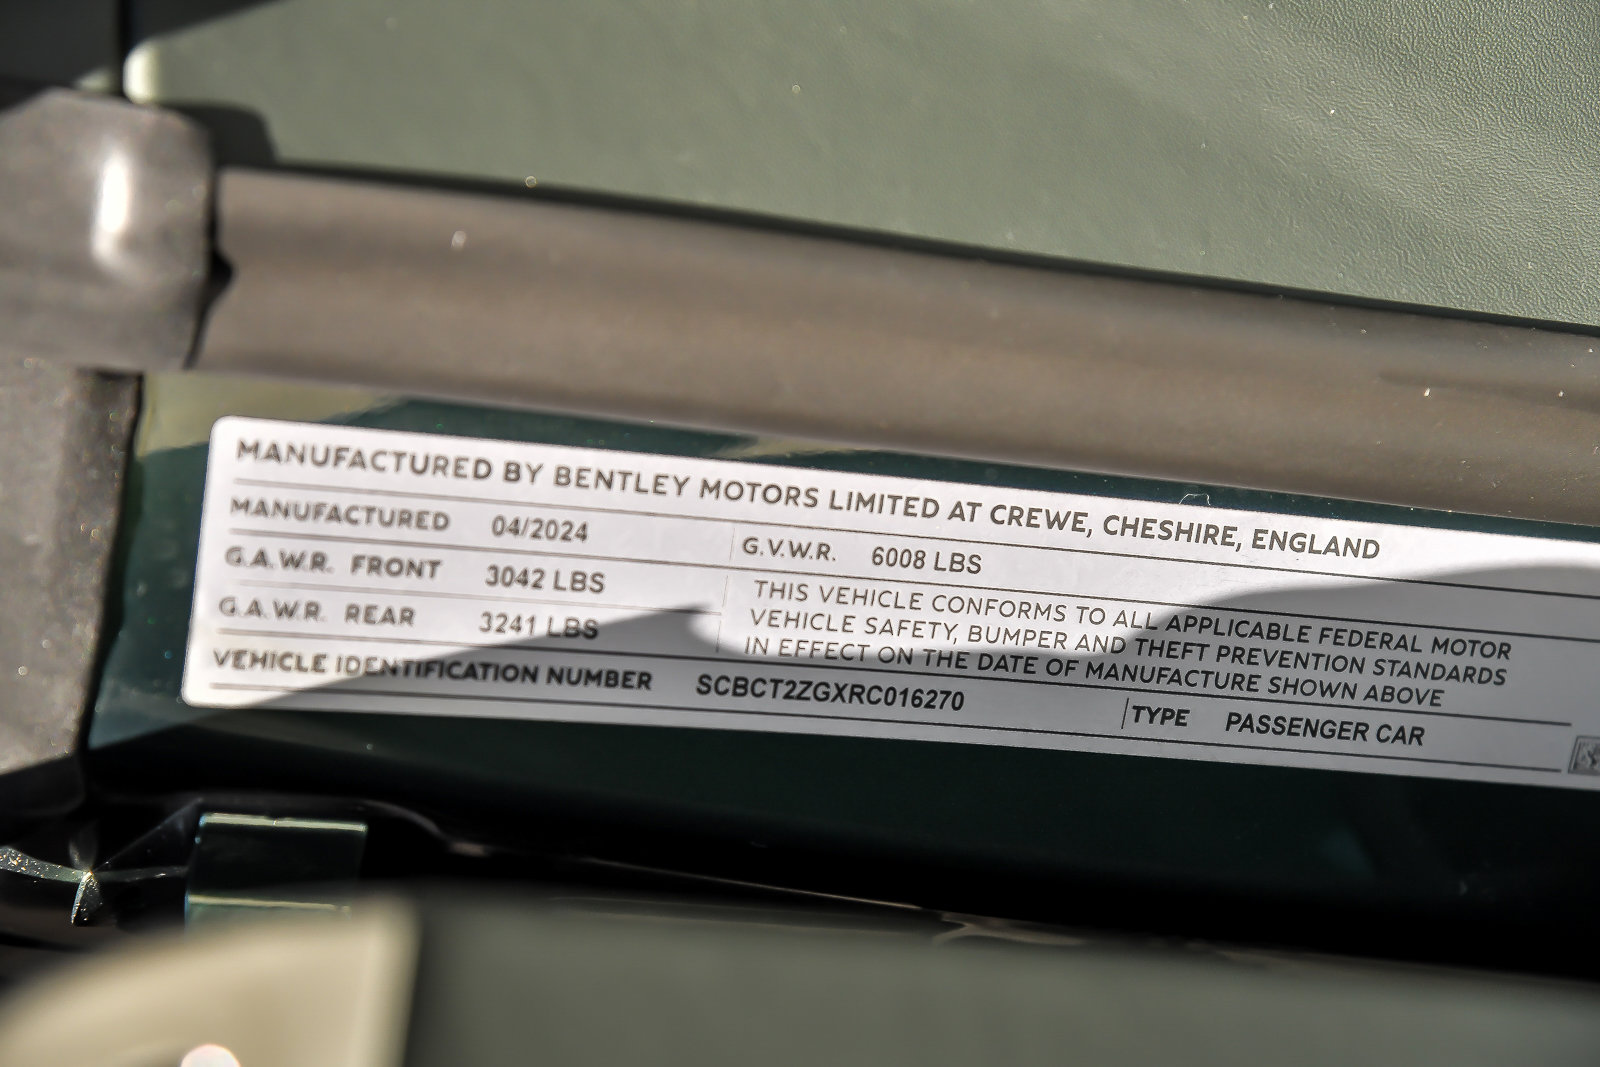 MANUFACTURED BY BENTLEY MOTORS LIMITED AT CREWE, CHESHIRE, ENGLAND
MANUFACTURED 04/2024 G.V.W.R. 6008 LBS
G.A.W.R. FRONT 3042 LBS
G.A.W.R. REAR 3241 LBS
THIS VEHICLE CONFORMS TO ALL APPLICABLE FEDERAL MOTOR
VEHICLE SAFETY, BUMPER AND THEFT PREVENTION STANDARDS
IN EFFECT ON THE DATE OF MANUFACTURE SHOWN ABOVE
VEHICLE IDENTIFICATION NUMBER SCBCT2ZGXRC016270 TYPE PASSENGER CAR